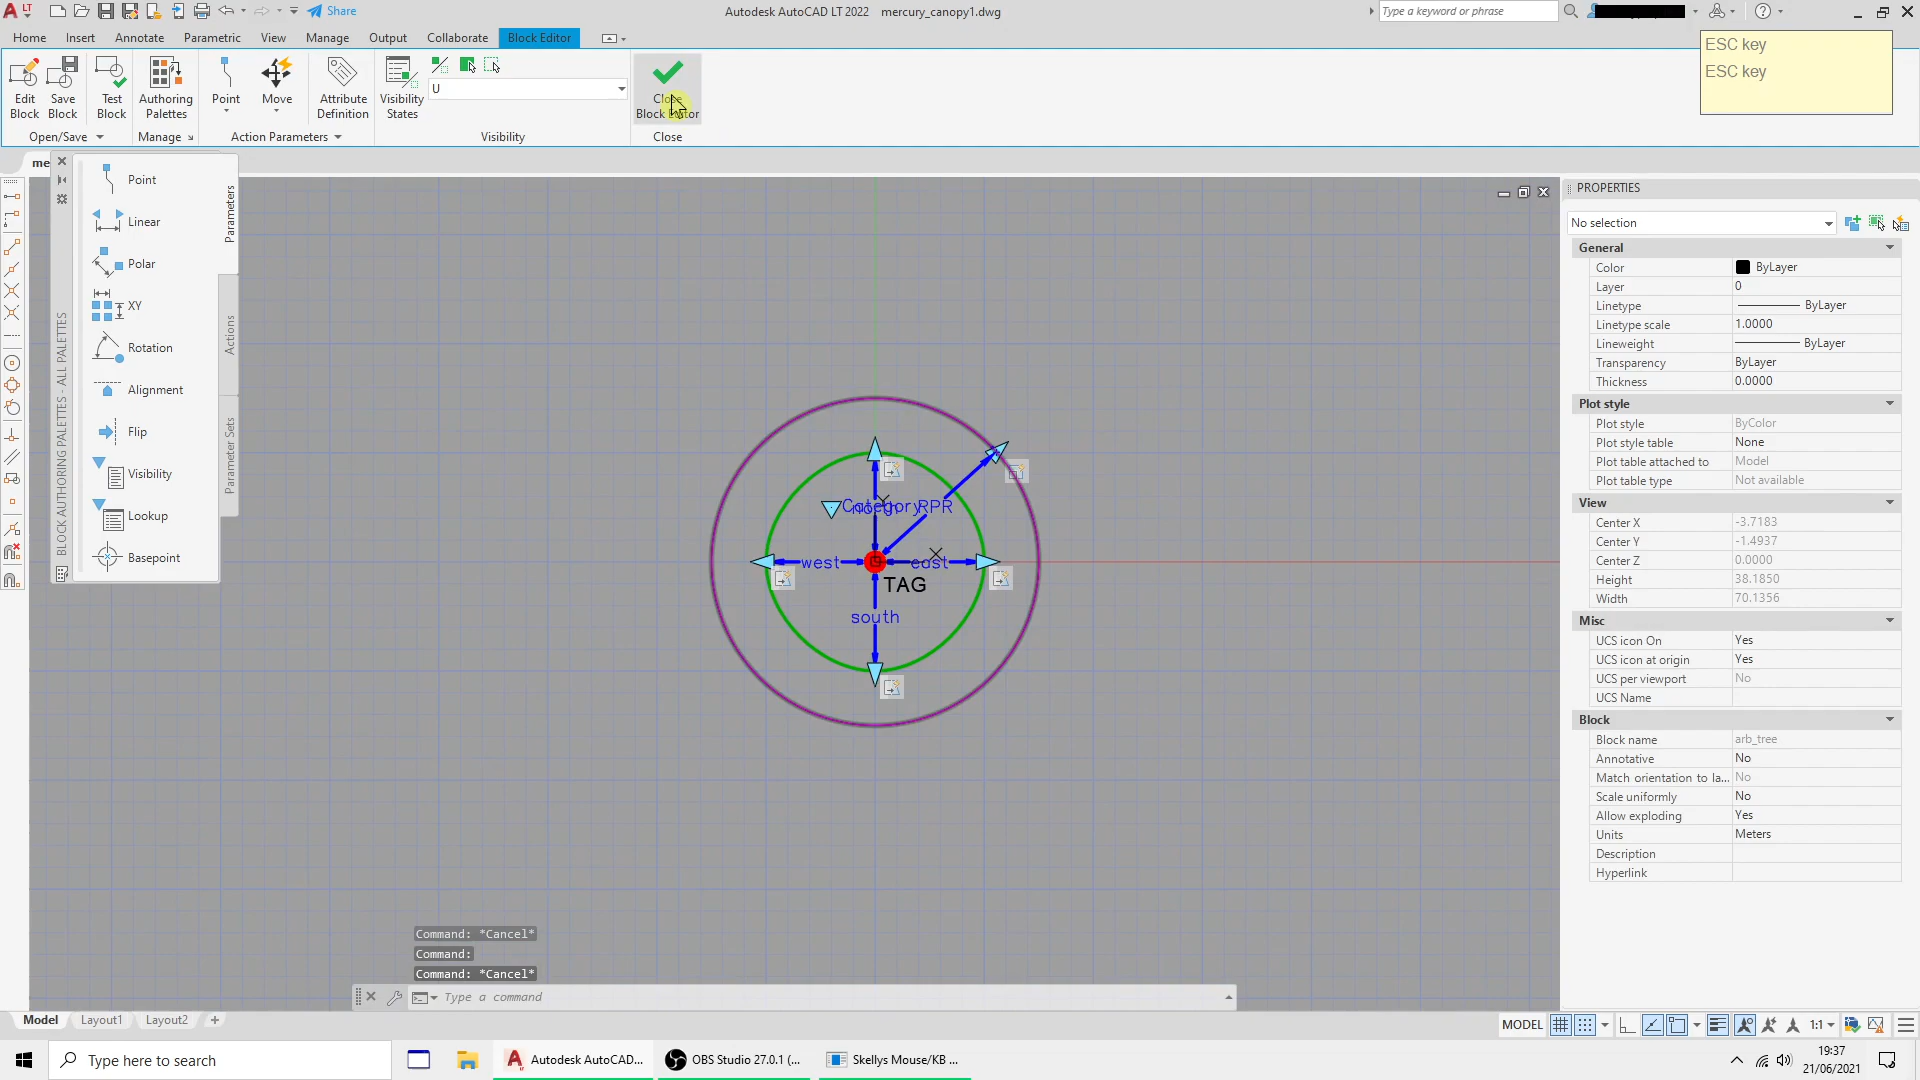 LT
Share
Autodesk AutoCAD LT 2022 mercury_canopy1.dwg
Type a keyword or phrase
Home Insert Annotate Parametric View Manage Output Collaborate Block Editor
ESC key
ESC key
Edit Block
Save Block
Test Block
Authoring Palettes
Point
Move
Attribute Definition
Visibility States
U
Close Block Editor
Open/Save
Manage
Action Parameters
Visibility
Close
me
Point
Linear
Polar
XY
Rotation
Alignment
Flip
Visibility
Lookup
Basepoint
Parameters
Actions
Parameter Sets
BLOCK AUTHORING PALETTES - ALL PALETTES
Category
north
RPR
west
east
TAG
south
Command: *Cancel*
Command:
Command: *Cancel*
Type a command
PROPERTIES
No selection
General
Color ByLayer
Layer 0
Linetype ByLayer
Linetype scale 1.0000
Lineweight ByLayer
Transparency ByLayer
Thickness 0.0000
Plot style
Plot style ByColor
Plot style table None
Plot table attached to Model
Plot table type Not available
View
Center X -3.7183
Center Y -1.4937
Center Z 0.0000
Height 38.1850
Width 70.1356
Misc
UCS icon On Yes
UCS icon at origin Yes
UCS per viewport No
UCS Name
Block
Block name arb_tree
Annotative No
Match orientation to la... No
Scale uniformly No
Allow exploding Yes
Units Meters
Description
Hyperlink
Model Layout1 Layout2
MODEL 1:1
Type here to search
Autodesk AutoCAD...
OBS Studio 27.0.1 (...
Skellys Mouse/KB ...
19:37
21/06/2021